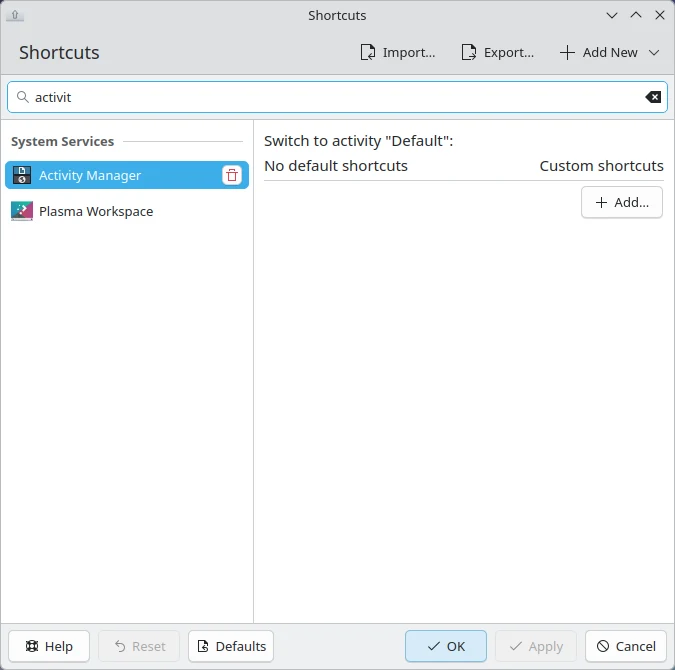 Shortcuts
Shortcuts Import... Export... Add New
activit
System Services
Activity Manager
Plasma Workspace
Switch to activity "Default":
No default shortcuts Custom shortcuts
Add...
Help Reset Defaults OK Apply Cancel